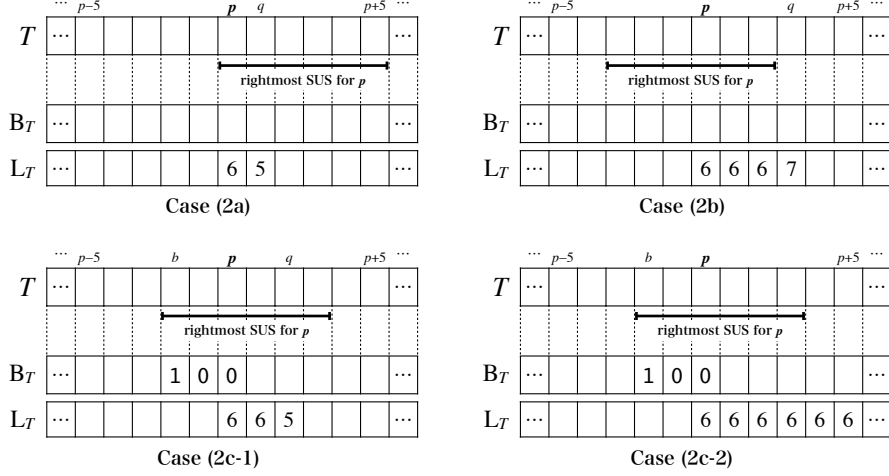 ... p−5 p q p+5 ...
T ... ...
rightmost SUS for p
B_T ... ...
L_T ... 6 5 ...
Case (2a)
... p−5 p q p+5 ...
T ... ...
rightmost SUS for p
B_T ... ...
L_T ... 6 6 6 7 ...
Case (2b)
... p−5 b p q p+5 ...
T ... ...
rightmost SUS for p
B_T ... 1 0 0 ...
L_T ... 6 6 5 ...
Case (2c-1)
... p−5 b p p+5 ...
T ... ...
rightmost SUS for p
B_T ... 1 0 0 ...
L_T ... 6 6 6 6 6 6 ...
Case (2c-2)